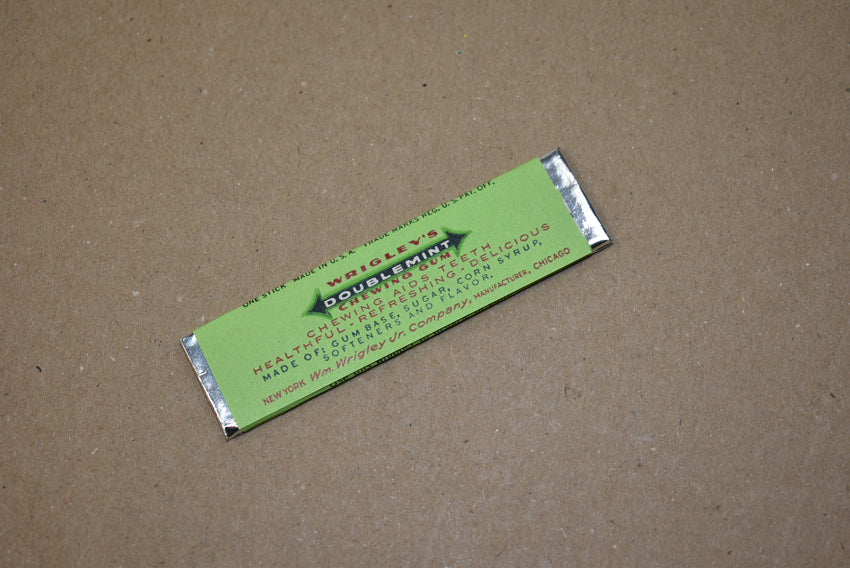 ONE STICK MADE IN U.S.A. TRADE MARKS REG. U.S. PAT. OFF.
WRIGLEY'S
DOUBLEMINT
CHEWING GUM
CHEWING AIDS TEETH
HEALTHFUL · REFRESHING · DELICIOUS
MADE OF: GUM BASE, SUGAR, CORN SYRUP,
SOFTENERS AND FLAVOR.
NEW YORK Wm. Wrigley Jr. Company, MANUFACTURER, CHICAGO